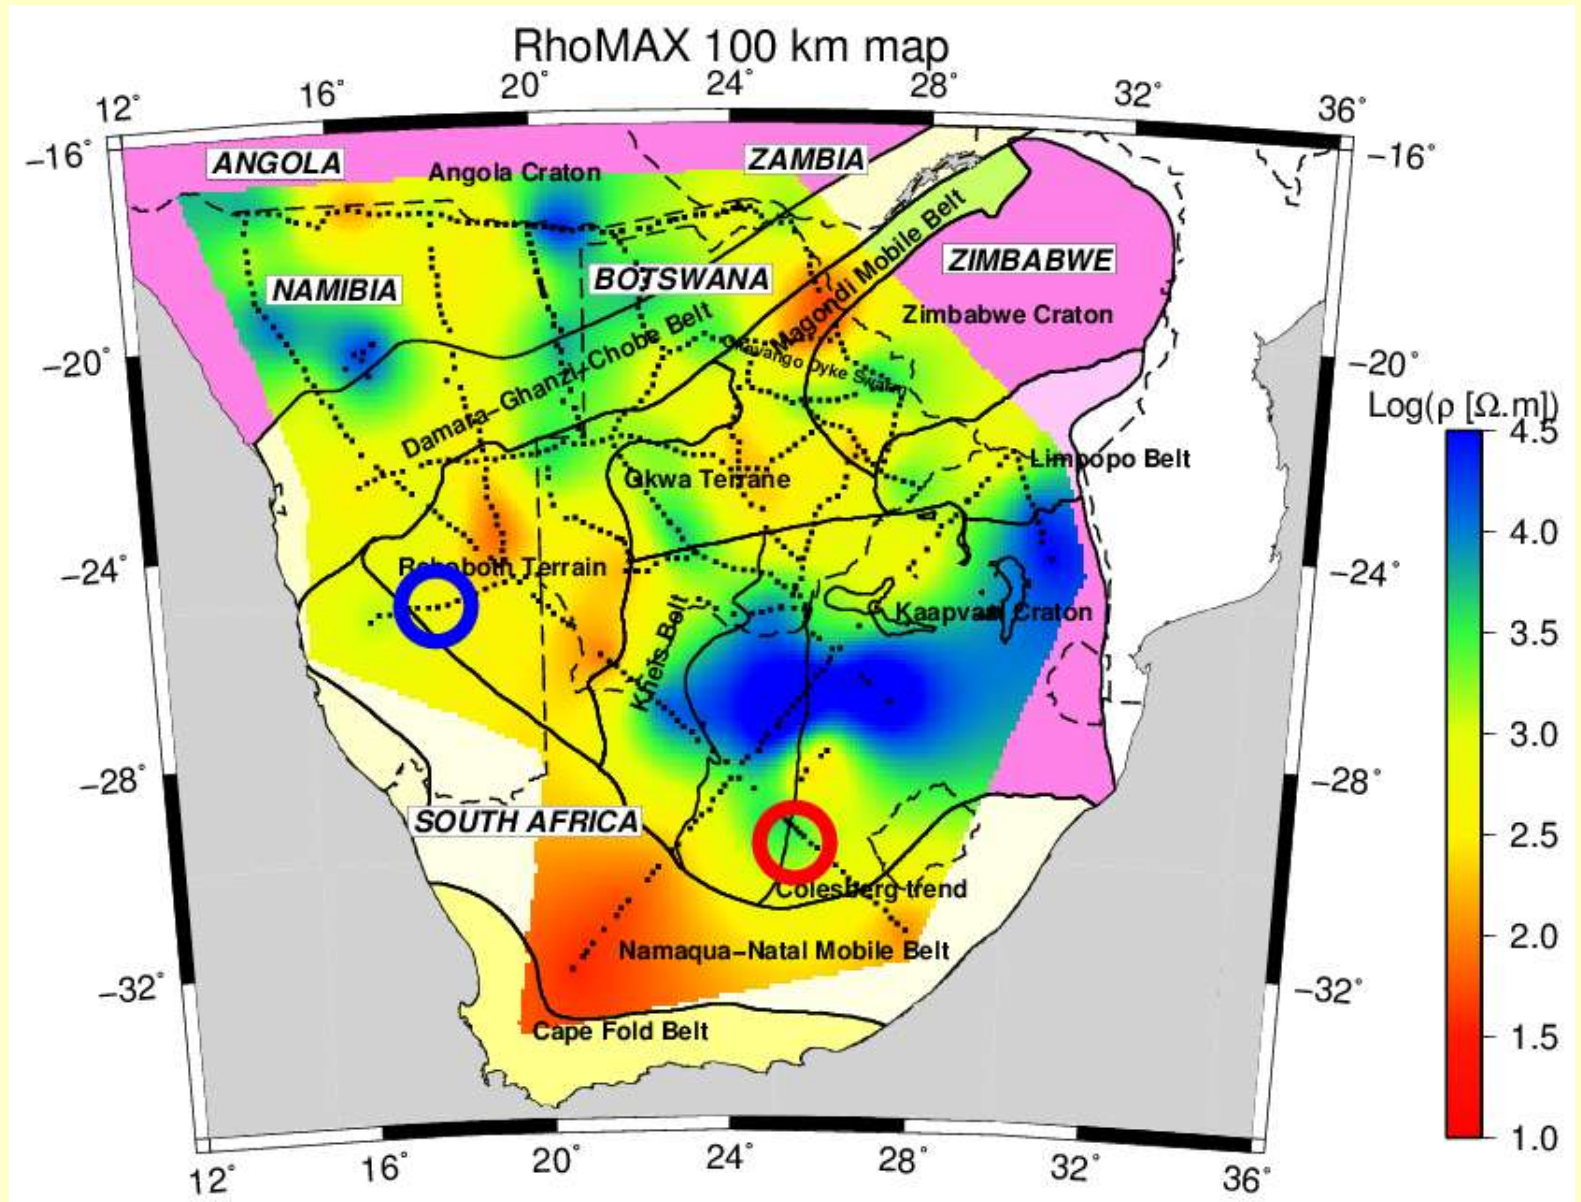 RhoMAX 100 km map
12° 16° 20° 24° 28° 32° 36°
-16° -16°
ANGOLA
Angola Craton
ZAMBIA
Magondi Mobile Belt
ZIMBABWE
Zimbabwe Craton
NAMIBIA
BOTSWANA
Damara-Ghanzi-Chobe Belt
Okavango Dyke Swarm
-20° -20°
Log(ρ [Ω.m])
4.5
4.0
3.5
3.0
2.5
2.0
1.5
1.0
Limpopo Belt
Okwa Terrane
-24° -24°
Rehoboth Terrain
Kheis Belt
Kaapvaal Craton
-28° -28°
SOUTH AFRICA
Colesberg trend
Namaqua-Natal Mobile Belt
-32° -32°
Cape Fold Belt
12° 16° 20° 24° 28° 32° 36°